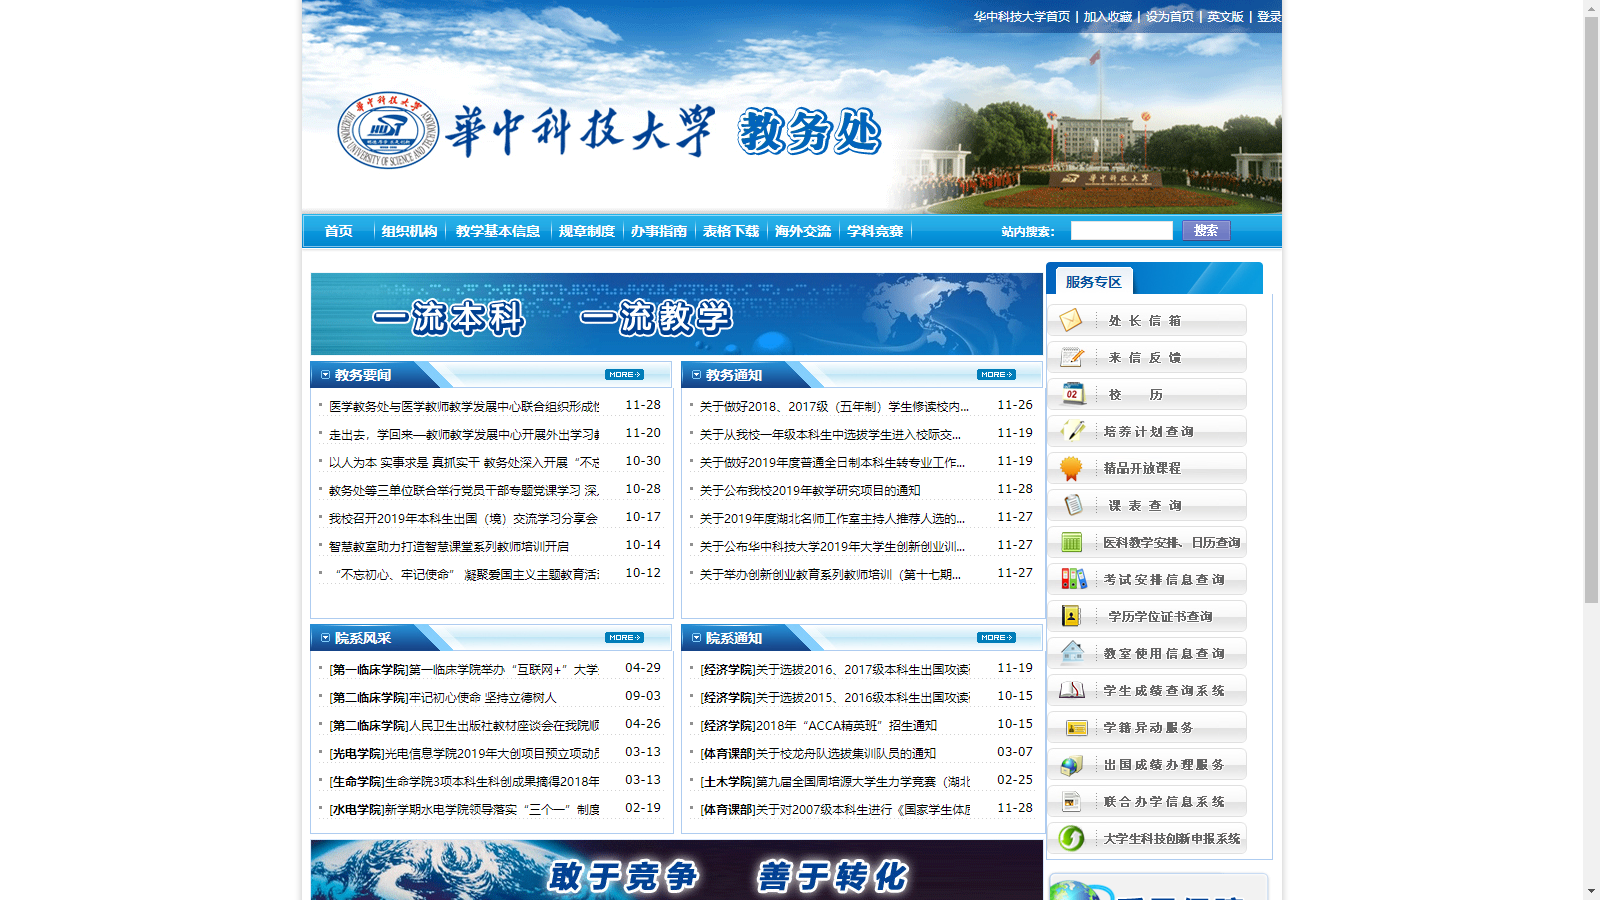 华中科技大学首页 | 加入收藏 | 设为首页 | 英文版 | 登录
華中科技大学 教务处
华中科技大学
HUAZHONG UNIVERSITY OF SCIENCE AND TECHNOLOGY
HUST
華中科技大学
首页 组织机构 教学基本信息 规章制度 办事指南 表格下载 海外交流 学科竞赛 站内搜索： 搜索
一流本科 一流教学
教务要闻 MORE
医学教务处与医学教师教学发展中心联合组织形成性 11-28
走出去，学回来—教师教学发展中心开展外出学习 11-20
以人为本 实事求是 真抓实干 教务处深入开展“不忘 10-30
教务处等三单位联合举行党员干部专题党课学习 深 10-28
我校召开2019年本科生出国（境）交流学习分享会 10-17
智慧教室助力打造智慧课堂系列教师培训开启 10-14
“不忘初心、牢记使命” 凝聚爱国主义主题教育活 10-12
教务通知 MORE
关于做好2018、2017级（五年制）学生修读校内... 11-26
关于从我校一年级本科生中选拔学生进入校际交... 11-19
关于做好2019年度普通全日制本科生转专业工作... 11-19
关于公布我校2019年教学研究项目的通知 11-28
关于2019年度湖北名师工作室主持人推荐人选的... 11-27
关于公布华中科技大学2019年大学生创新创业训... 11-27
关于举办创新创业教育系列教师培训（第十七期... 11-27
院系风采 MORE
[第一临床学院]第一临床学院举办“互联网+”大学 04-29
[第二临床学院]牢记初心使命 坚持立德树人 09-03
[第二临床学院]人民卫生出版社教材座谈会在我院顺 04-26
[光电学院]光电信息学院2019年大创项目预立项动员 03-13
[生命学院]生命学院3项本科生科创成果摘得2018年 03-13
[水电学院]新学期水电学院领导落实“三个一”制度 02-19
院系通知 MORE
[经济学院]关于选拔2016、2017级本科生出国攻读 11-19
[经济学院]关于选拔2015、2016级本科生出国攻读 10-15
[经济学院]2018年“ACCA精英班”招生通知 10-15
[体育课部]关于校龙舟队选拔集训队员的通知 03-07
[土木学院]第九届全国周培源大学生力学竞赛（湖北 02-25
[体育课部]关于对2007级本科生进行《国家学生体质 11-28
敢于竞争 善于转化
服务专区
处长信箱
来信反馈
02
校 历
培养计划查询
精品开放课程
课表查询
医科教学安排、日历查询
考试安排信息查询
学历学位证书查询
教室使用信息查询
学生成绩查询系统
学籍异动服务
出国成绩办理服务
联合办学信息系统
大学生科技创新申报系统